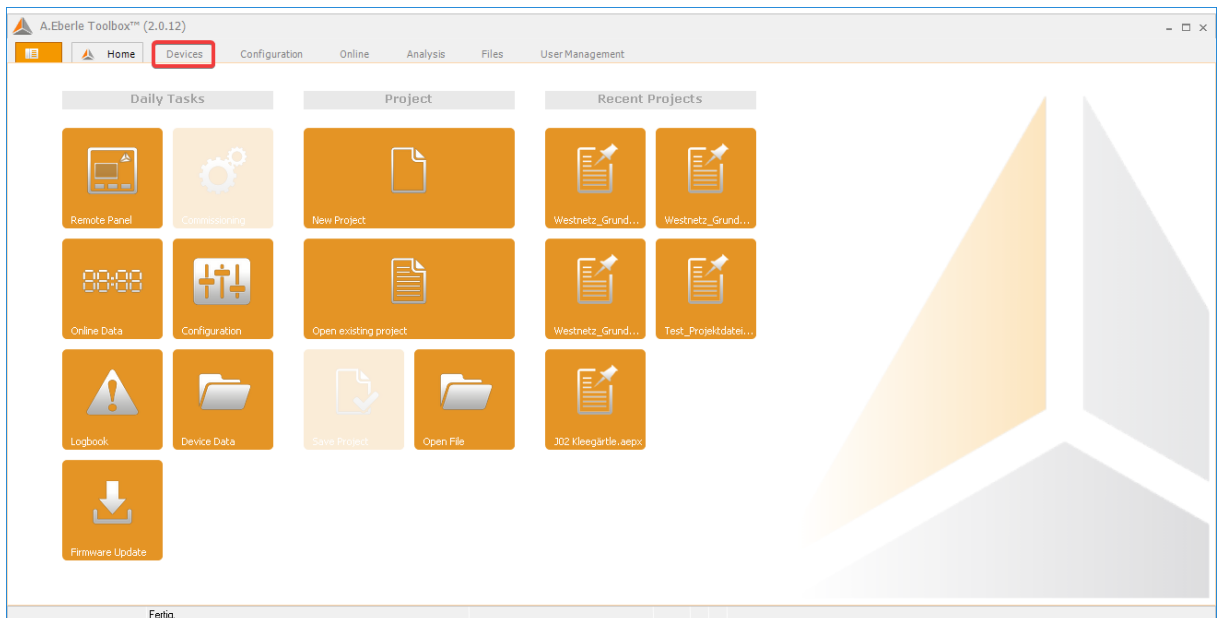 A.Eberle Toolbox™ (2.0.12)
Home Devices Configuration Online Analysis Files User Management
Daily Tasks Project Recent Projects
Remote Panel Commissioning New Project Westnetz_Grund... Westnetz_Grund...
88:88
Online Data Configuration Open existing project Westnetz_Grund... Test_Projektdatei...
Logbook Device Data Save Project Open File J02 Kleegärtle.aepx
Firmware Update
Fertig.